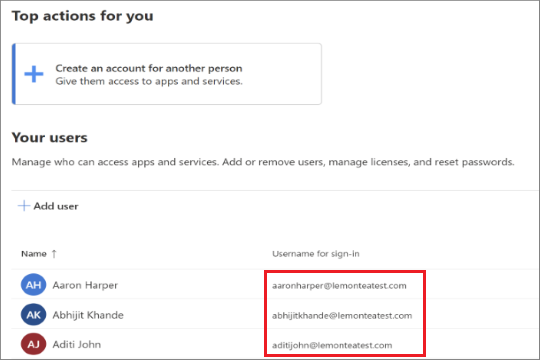 Top actions for you
Create an account for another person
Give them access to apps and services.
Your users
Manage who can access apps and services. Add or remove users, manage licenses, and reset passwords.
+ Add user
Name ↑ Username for sign-in
AH Aaron Harper aaronharper@lemonteatest.com
AK Abhijit Khande abhijitkhande@lemonteatest.com
AJ Aditi John aditijohn@lemonteatest.com